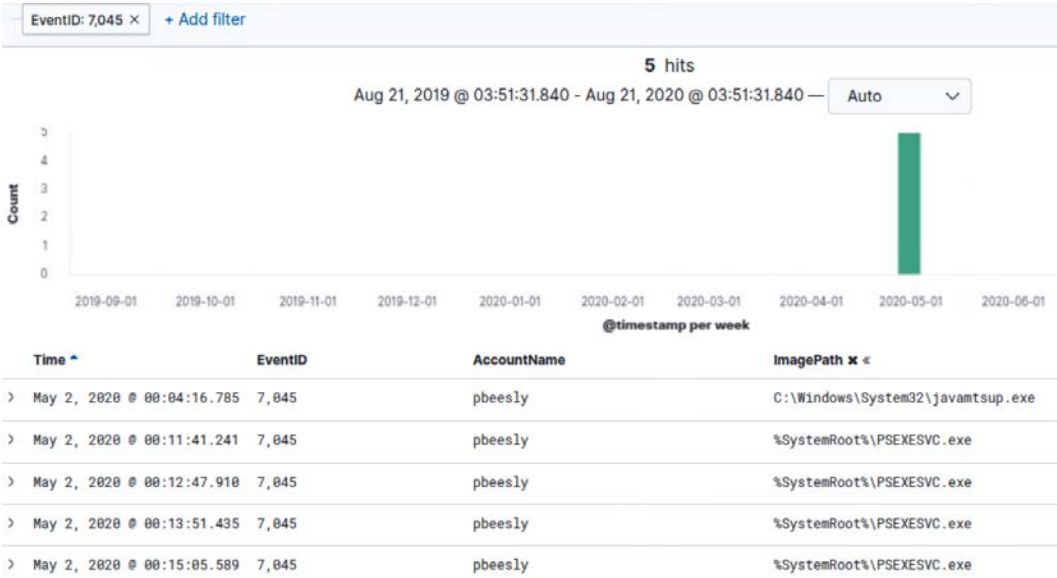 EventID: 7,045 × + Add filter
5 hits
Aug 21, 2019 @ 03:51:31.840 - Aug 21, 2020 @ 03:51:31.840 — Auto
5
4
3
2
1
0
Count
2019-09-01 2019-10-01 2019-11-01 2019-12-01 2020-01-01 2020-02-01 2020-03-01 2020-04-01 2020-05-01 2020-06-01
@timestamp per week
Time EventID AccountName ImagePath × «
> May 2, 2020 @ 00:04:16.785 7,045 pbeesly C:\Windows\System32\javamtsup.exe
> May 2, 2020 @ 00:11:41.241 7,045 pbeesly %SystemRoot%\PSEXESVC.exe
> May 2, 2020 @ 00:12:47.910 7,045 pbeesly %SystemRoot%\PSEXESVC.exe
> May 2, 2020 @ 00:13:51.435 7,045 pbeesly %SystemRoot%\PSEXESVC.exe
> May 2, 2020 @ 00:15:05.589 7,045 pbeesly %SystemRoot%\PSEXESVC.exe